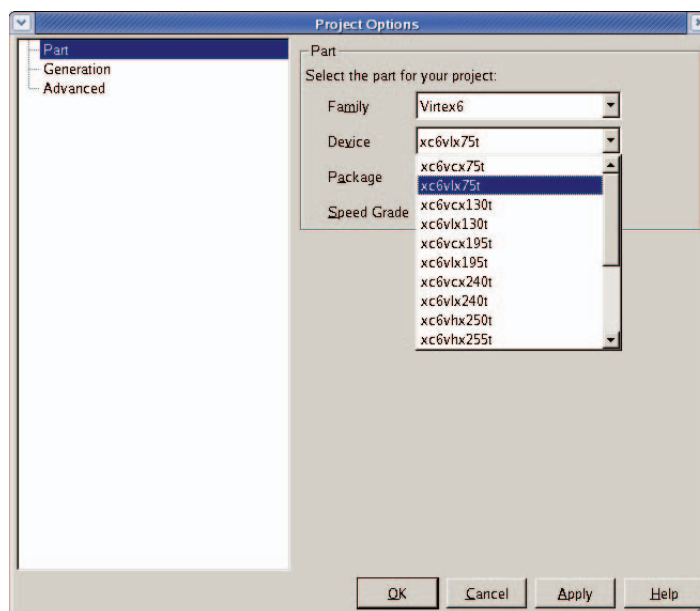 Project Options
Part
Generation
Advanced
Part
Select the part for your project:
Family
Virtex6
Device
xc6vlx75t
Package
Speed Grade
xc6vcx75t
xc6vlx75t
xc6vcx130t
xc6vlx130t
xc6vcx195t
xc6vlx195t
xc6vcx240t
xc6vlx240t
xc6vhx250t
xc6vhx255t
OK
Cancel
Apply
Help